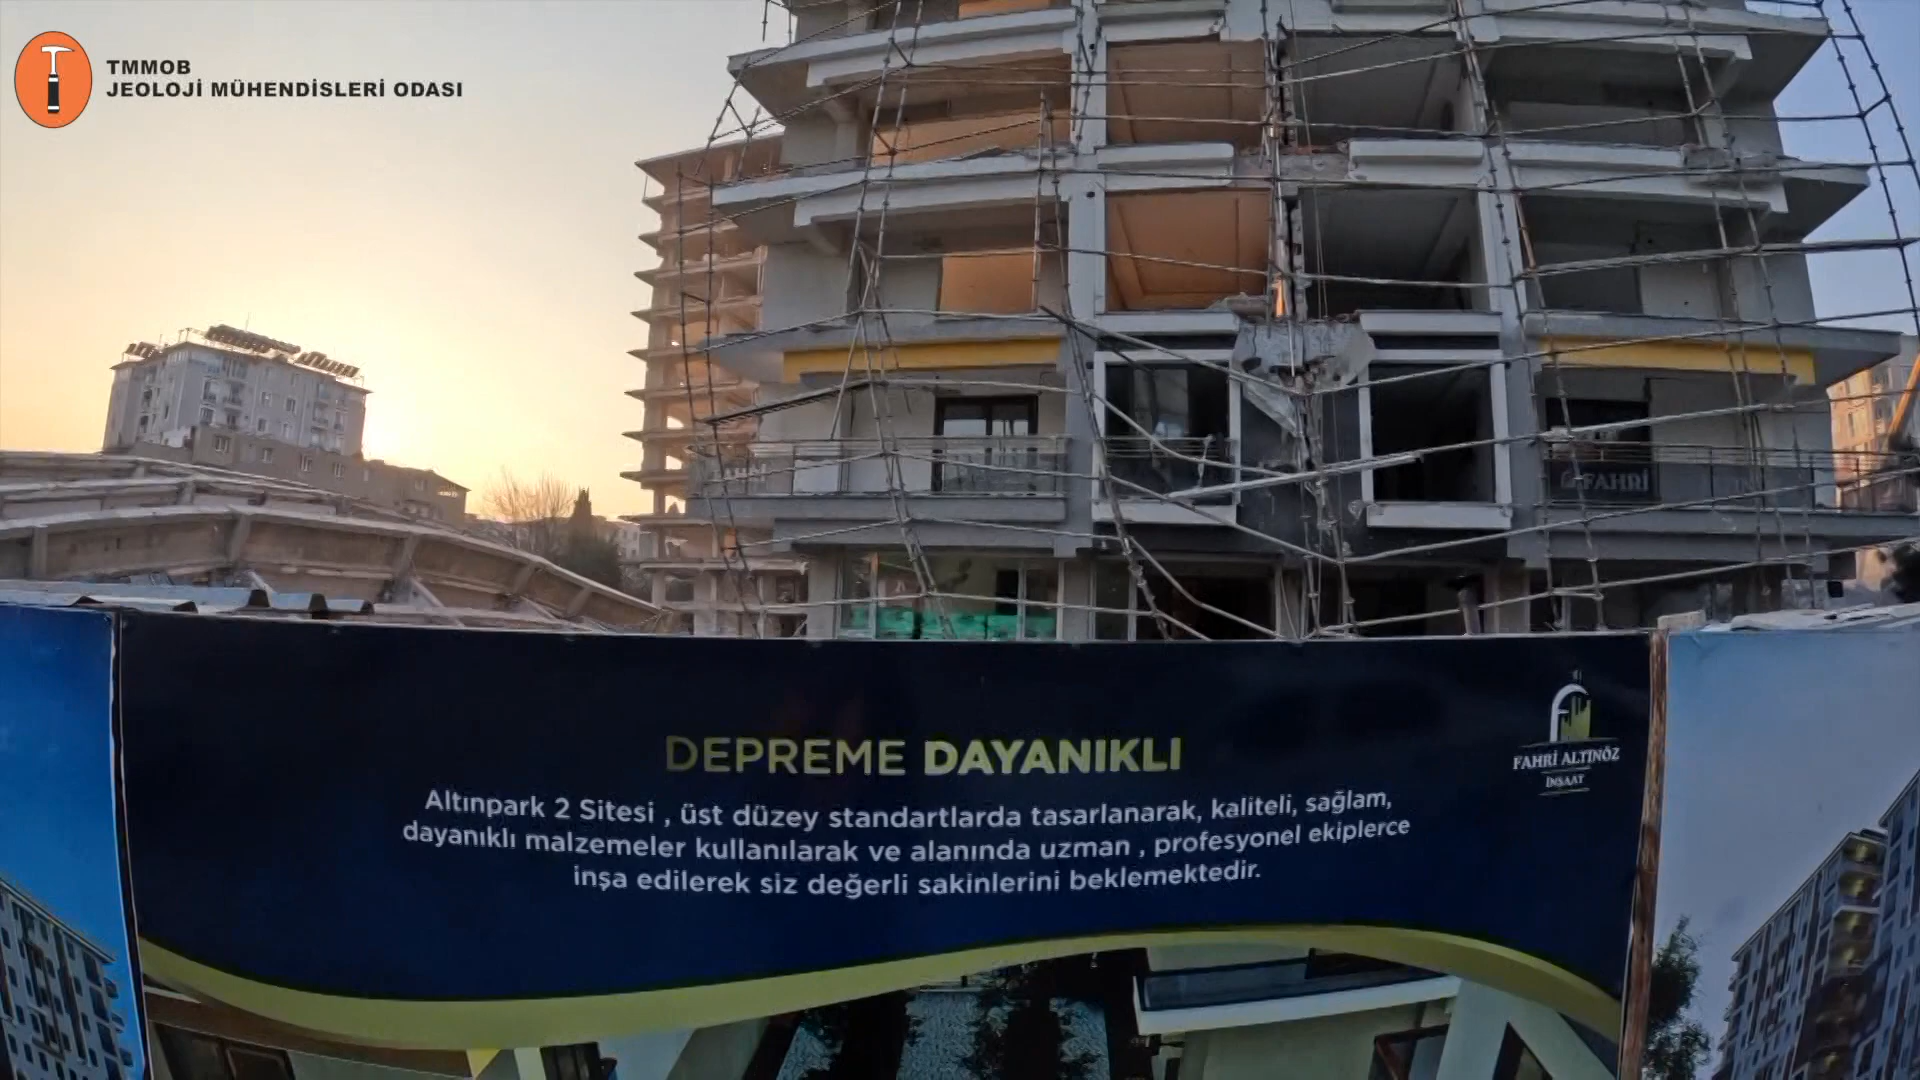 TMMOB
JEOLOJİ MÜHENDİSLERİ ODASI
FAHRİ
DEPREME DAYANIKLI
FAHRİ ALTINÖZ
İNŞAAT
Altınpark 2 Sitesi , üst düzey standartlarda tasarlanarak, kaliteli, sağlam,
dayanıklı malzemeler kullanılarak ve alanında uzman , profesyonel ekiplerce
inşa edilerek siz değerli sakinlerini beklemektedir.